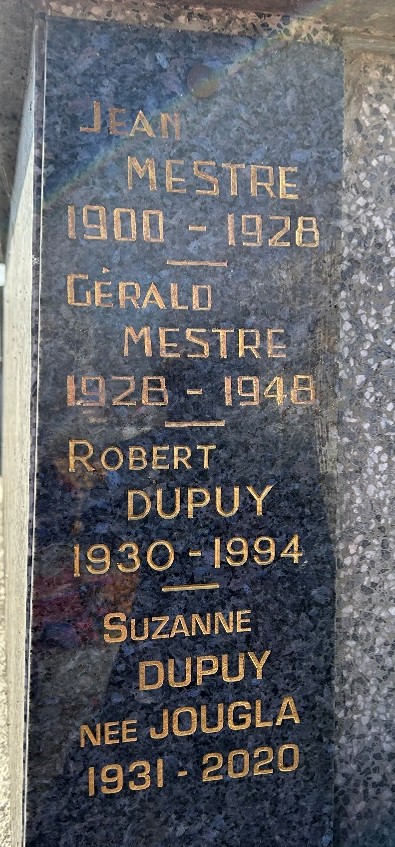 JEAN
MESTRE
1900 - 1928
GÉRALD
MESTRE
1928 - 1948
ROBERT
DUPUY
1930 - 1994
SUZANNE
DUPUY
NEE JOUGLA
1931 - 2020